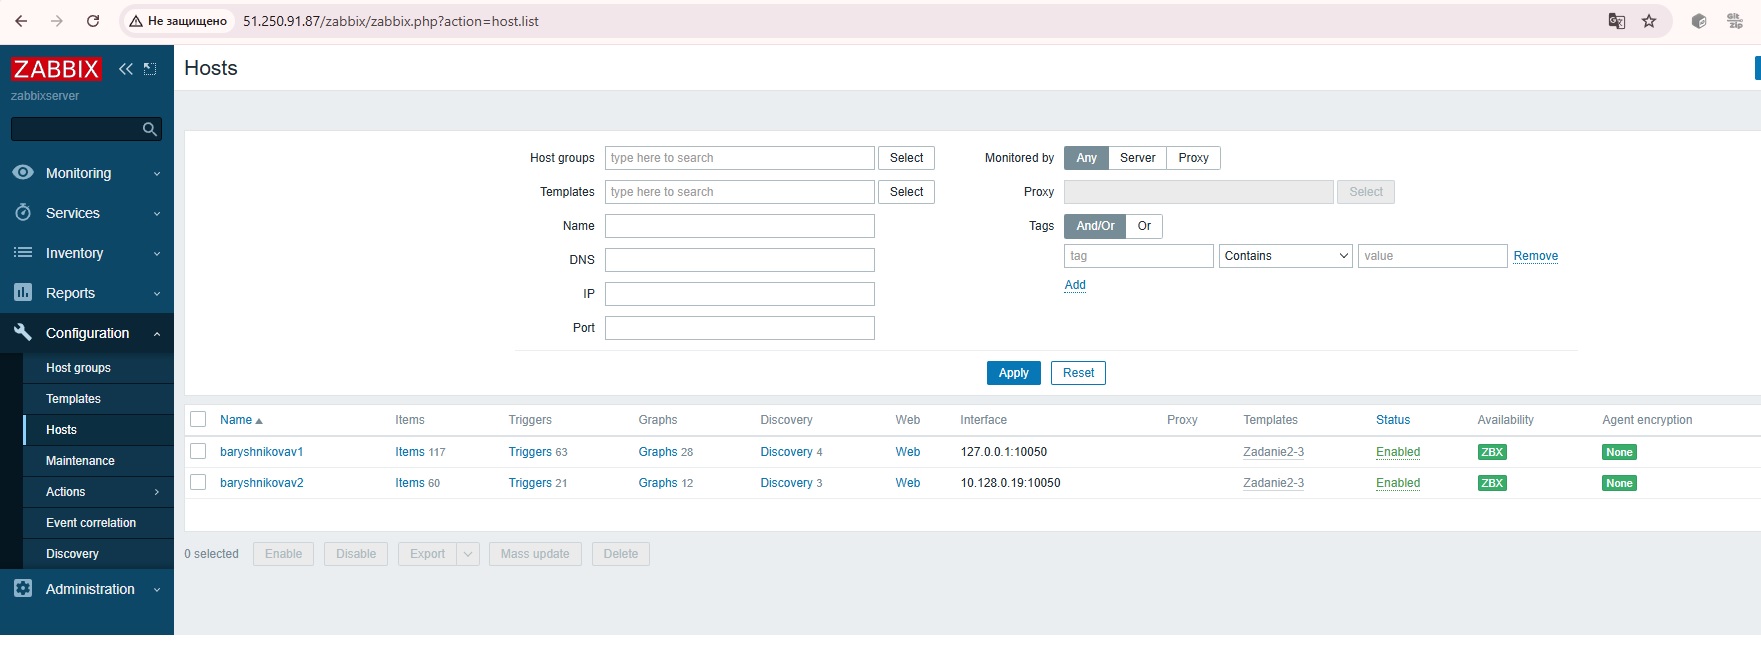 Не защищено 51.250.91.87/zabbix/zabbix.php?action=host.list
Git
Zip
ZABBIX
Hosts
zabbixserver
Host groups type here to search Select Monitored by Any Server Proxy
Monitoring
Templates type here to search Select Proxy Select
Services
Name Tags And/Or Or
Inventory
DNS tag Contains value Remove
Reports
IP Add
Configuration
Port
Host groups
Apply Reset
Templates
Name Items Triggers Graphs Discovery Web Interface Proxy Templates Status Availability Agent encryption
Hosts
baryshnikovav1 Items 117 Triggers 63 Graphs 28 Discovery 4 Web 127.0.0.1:10050 Zadanie2-3 Enabled ZBX None
Maintenance
baryshnikovav2 Items 60 Triggers 21 Graphs 12 Discovery 3 Web 10.128.0.19:10050 Zadanie2-3 Enabled ZBX None
Actions
Event correlation
Discovery
0 selected Enable Disable Export Mass update Delete
Administration